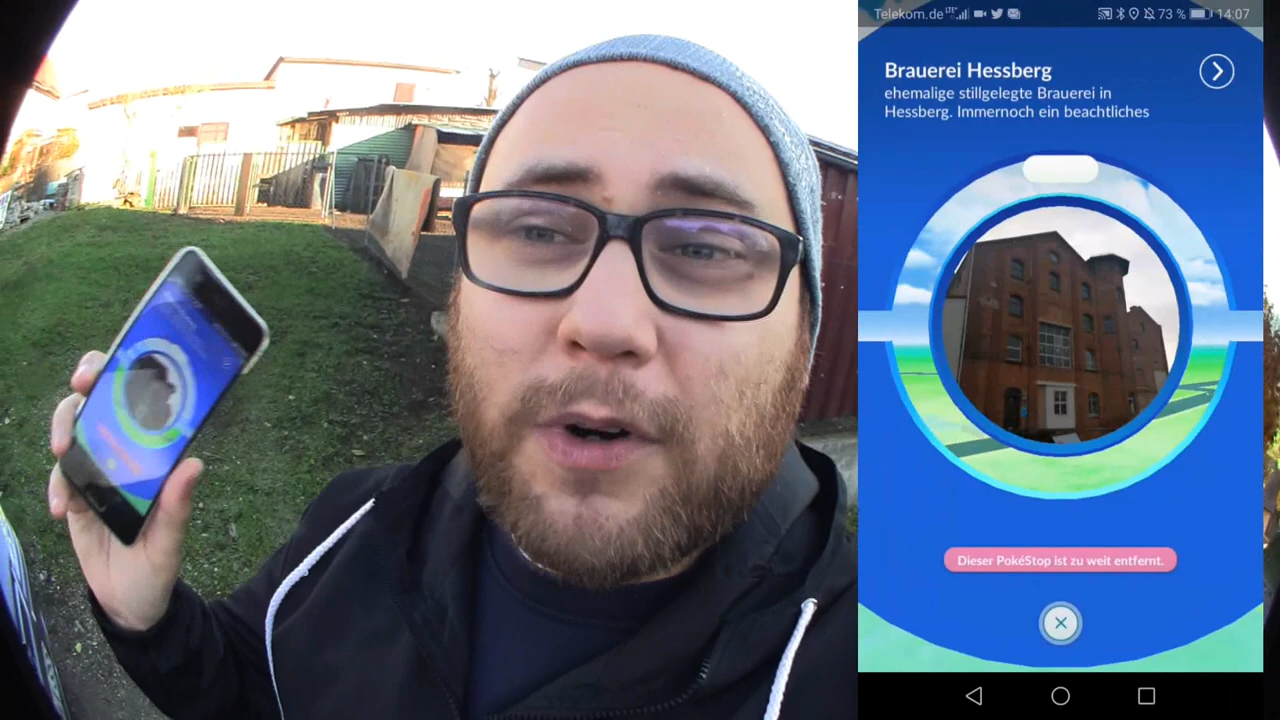 Telekom.de LTE 73 % 14:07
Brauerei Hessberg
ehemalige stillgelegte Brauerei in
Hessberg. Immernoch ein beachtliches
Dieser PokéStop ist zu weit entfernt.